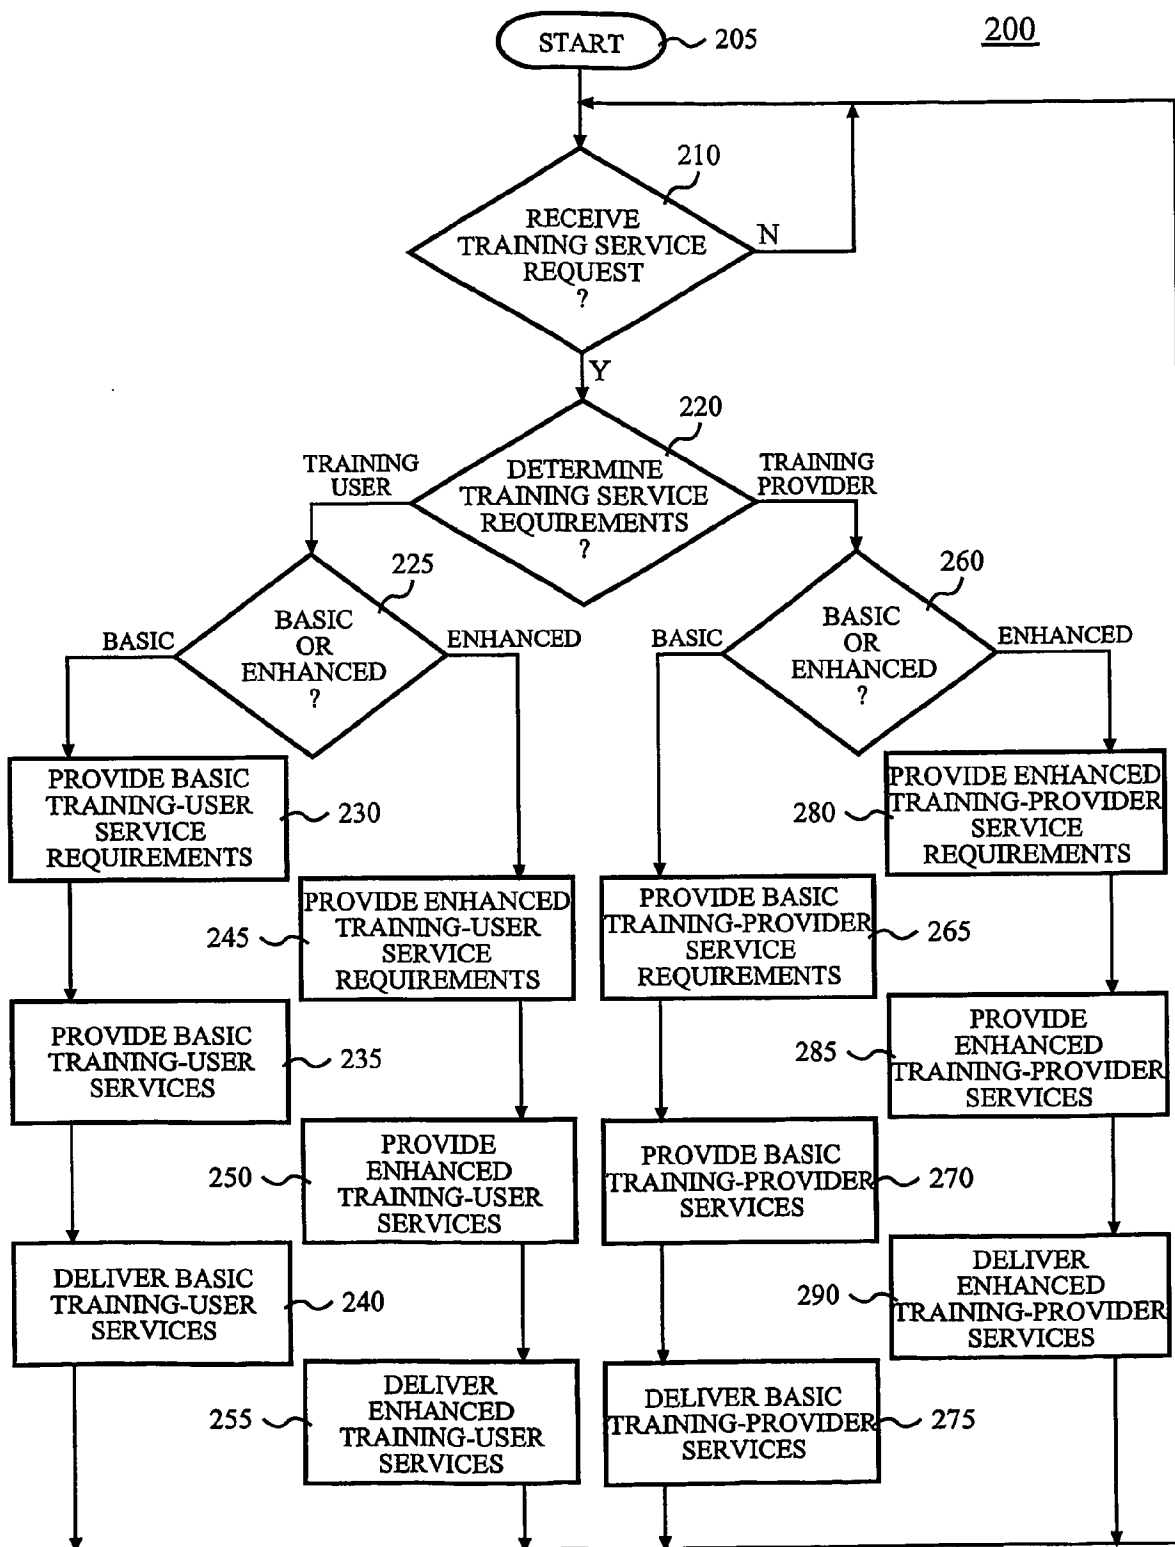 200
START
205
210
RECEIVE
TRAINING SERVICE
REQUEST
?
N
Y
220
TRAINING
USER
DETERMINE
TRAINING SERVICE
REQUIREMENTS
?
TRAINING
PROVIDER
225
BASIC
BASIC
OR
ENHANCED
?
ENHANCED
260
BASIC
BASIC
OR
ENHANCED
?
ENHANCED
PROVIDE BASIC
TRAINING-USER
SERVICE
REQUIREMENTS
230
280
PROVIDE ENHANCED
TRAINING-PROVIDER
SERVICE
REQUIREMENTS
245
PROVIDE ENHANCED
TRAINING-USER
SERVICE
REQUIREMENTS
PROVIDE BASIC
TRAINING-PROVIDER
SERVICE
REQUIREMENTS
265
PROVIDE BASIC
TRAINING-USER
SERVICES
235
285
PROVIDE
ENHANCED
TRAINING-PROVIDER
SERVICES
250
PROVIDE
ENHANCED
TRAINING-USER
SERVICES
PROVIDE BASIC
TRAINING-PROVIDER
SERVICES
270
DELIVER BASIC
TRAINING-USER
SERVICES
240
290
DELIVER
ENHANCED
TRAINING-PROVIDER
SERVICES
255
DELIVER
ENHANCED
TRAINING-USER
SERVICES
DELIVER BASIC
TRAINING-PROVIDER
SERVICES
275